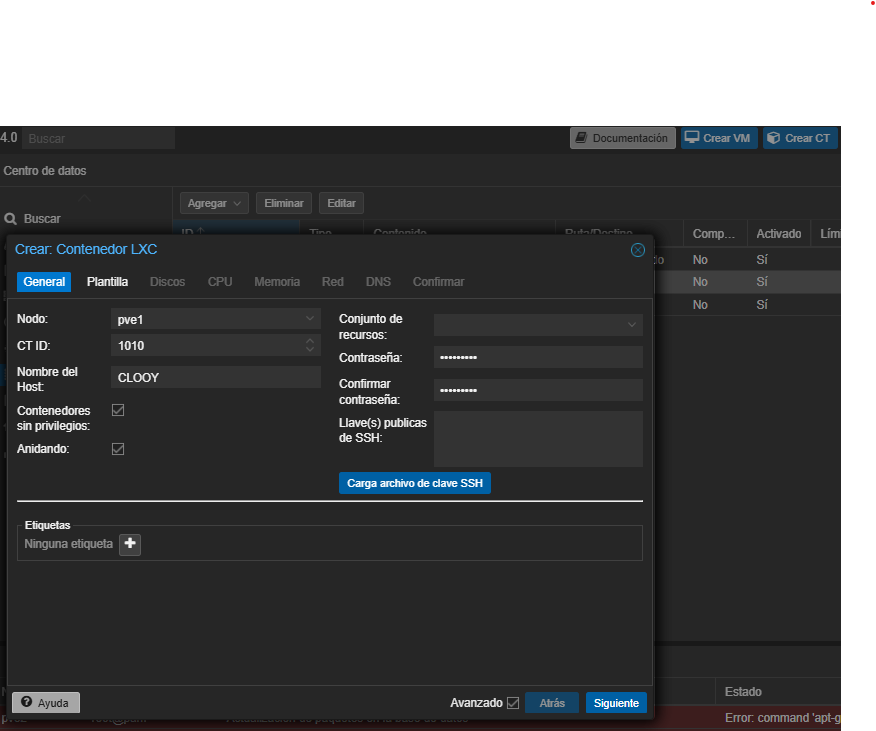 4.0 Buscar Documentación Crear VM Crear CT
Centro de datos
Agregar Eliminar Editar
Buscar
ID Tipo Contenido Ruta/Destino Comp... Activado Lím
Crear: Contenedor LXC
No Sí
General Plantilla Discos CPU Memoria Red DNS Confirmar
No Sí
No Sí
Nodo: pve1
CT ID: 1010
Nombre del
Host: CLOOY
Contenedores
sin privilegios:
Anidando:
Conjunto de
recursos:
Contraseña: •••••••••
Confirmar
contraseña: •••••••••
Llave(s) publicas
de SSH:
Carga archivo de clave SSH
Etiquetas
Ninguna etiqueta
Estado
Ayuda Avanzado Atrás Siguiente
Error: command 'apt-g